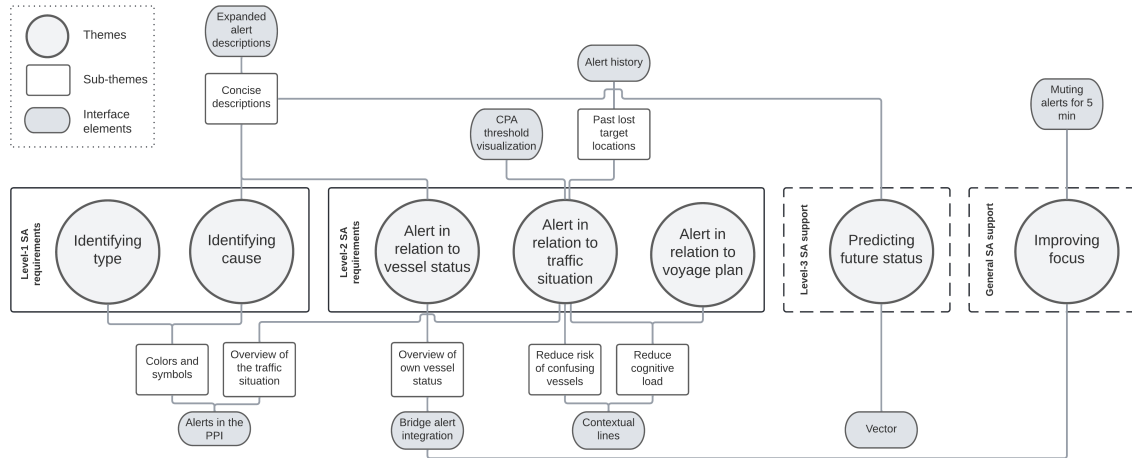 Themes
Sub-themes
Interface
elements
Expanded
alert
descriptions
Concise
descriptions
Alert history
CPA
threshold
visualization
Past lost
target
locations
Muting
alerts for 5
min
Level-1 SA
requirements
Identifying
type
Identifying
cause
Level-2 SA
requirements
Alert in
relation to
vessel status
Alert in
relation to
traffic
situation
Alert in
relation to
voyage plan
Level-3 SA support
Predicting
future status
General SA support
Improving
focus
Colors and
symbols
Overview of
the traffic
situation
Overview of
own vessel
status
Reduce risk
of confusing
vessels
Reduce
cognitive
load
Alerts in the
PPI
Bridge alert
integration
Contextual
lines
Vector